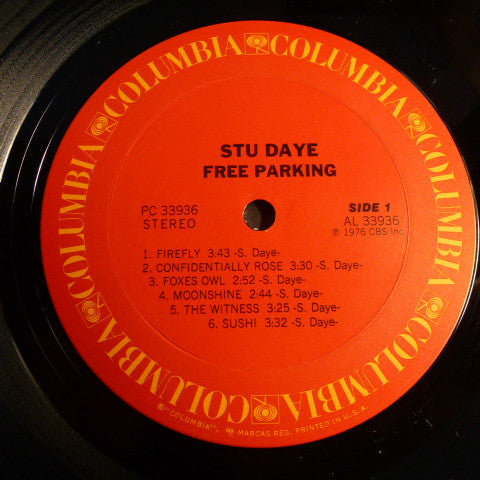 COLUMBIA COLUMBIA COLUMBIA COLUMBIA COLUMBIA COLUMBIA
STU DAYE
FREE PARKING
PC 33936
STEREO
SIDE 1
AL 33936
℗ 1976 CBS Inc.
1. FIREFLY 3:43 -S. Daye-
2. CONFIDENTIALLY ROSE 3:30 -S. Daye-
3. FOXES OWL 2:52 -S. Daye-
4. MOONSHINE 2:44 -S. Daye-
5. THE WITNESS 3:25 -S. Daye-
6. SUSHI 3:32 -S. Daye-
"COLUMBIA", MARCAS REG. PRINTED IN U.S.A.